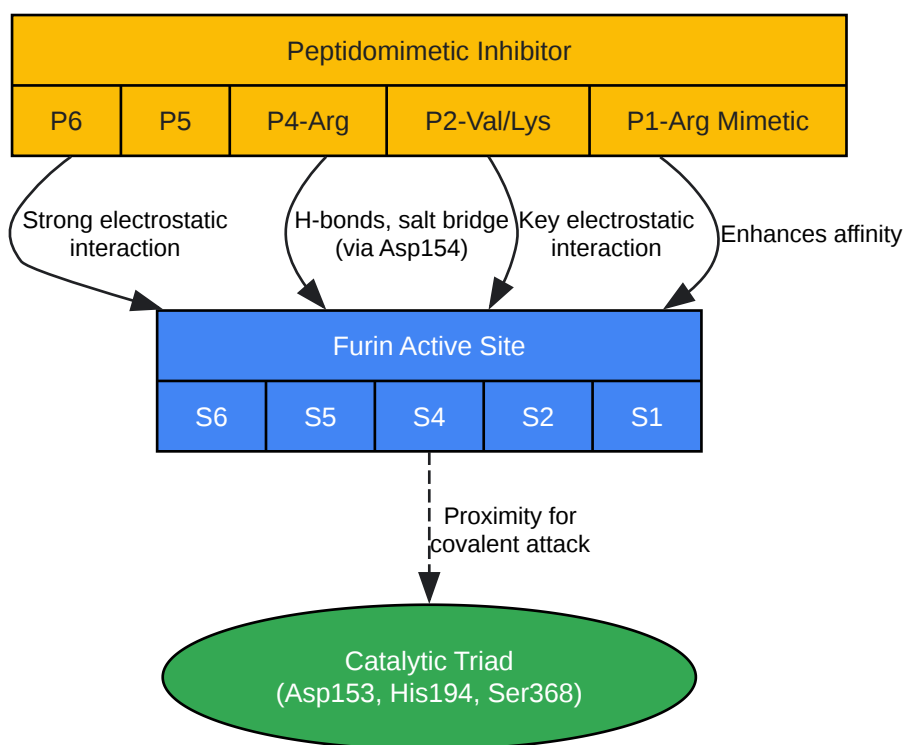 Peptidomimetic Inhibitor
P6
P5
P4-Arg
P2-Val/Lys
P1-Arg Mimetic
Strong electrostatic
interaction
H-bonds, salt bridge
(via Asp154)
Key electrostatic
interaction
Enhances affinity
Furin Active Site
S6
S5
S4
S2
S1
Proximity for
covalent attack
Catalytic Triad
(Asp153, His194, Ser368)